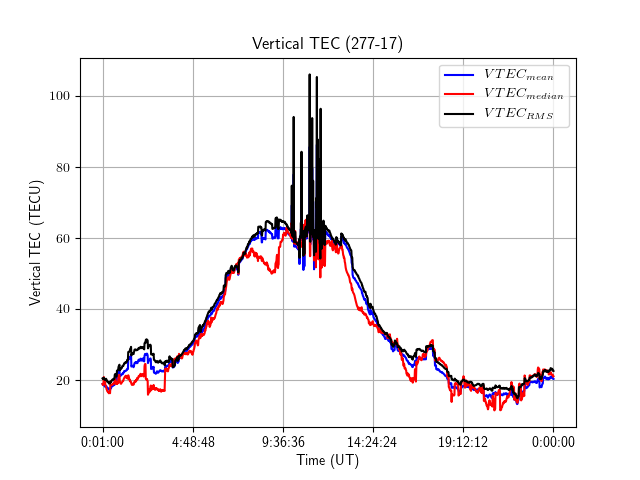 Vertical TEC (277-17)
VTEC_mean
VTEC_median
VTEC_RMS
100
80
60
40
20
Vertical TEC (TECU)
0:01:00 4:48:48 9:36:36 14:24:24 19:12:12 0:00:00
Time (UT)